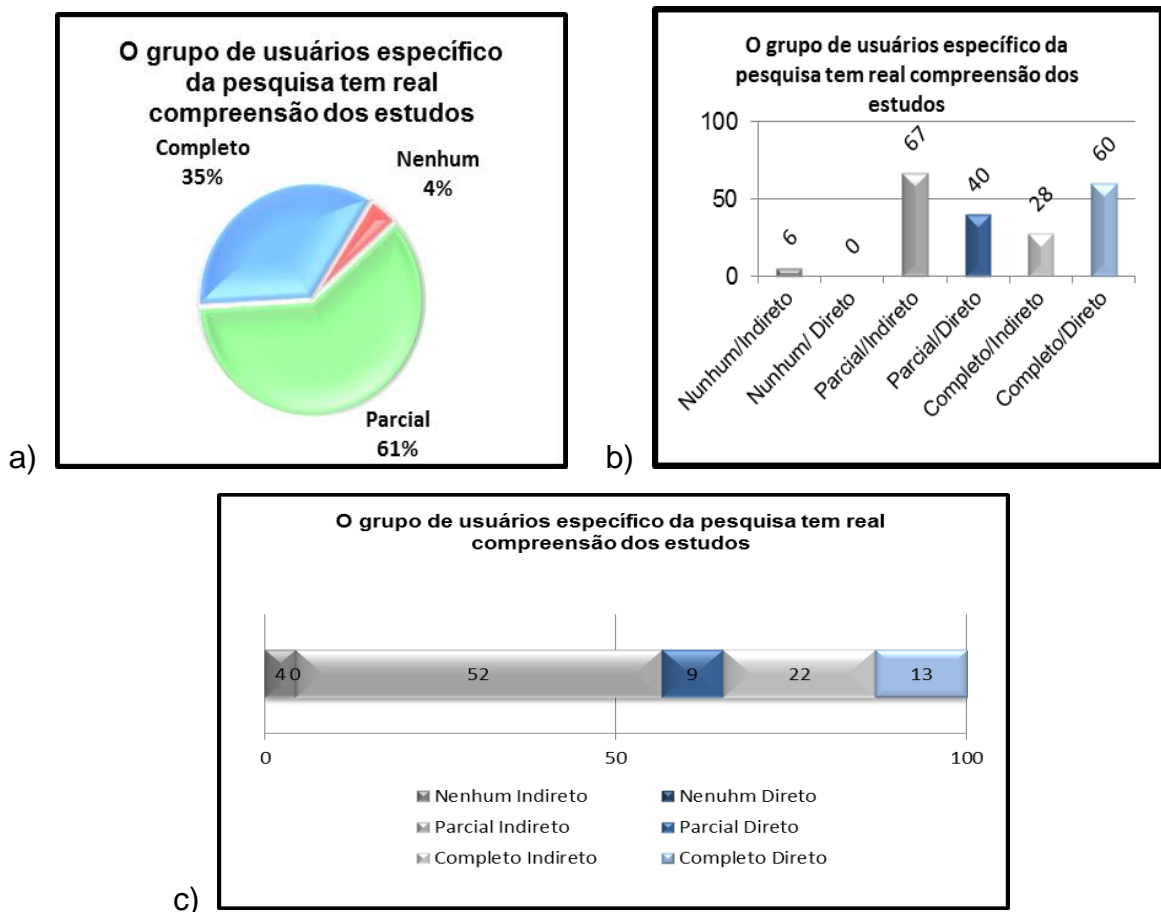 O grupo de usuários específico
da pesquisa tem real
compreensão dos estudos
Completo
35%
Nenhum
4%
Parcial
61%
a)
O grupo de usuários específico da
pesquisa tem real compreensão dos
estudos
100
50
0
6
0
67
40
28
60
Nunhum/Indireto
Nunhum/ Direto
Parcial/Indireto
Parcial/Direto
Completo/Indireto
Completo/Direto
b)
O grupo de usuários específico da pesquisa tem real
compreensão dos estudos
4 0 52 9 22 13
0 50 100
Nenhum Indireto
Nenuhm Direto
Parcial Indireto
Parcial Direto
Completo Indireto
Completo Direto
c)